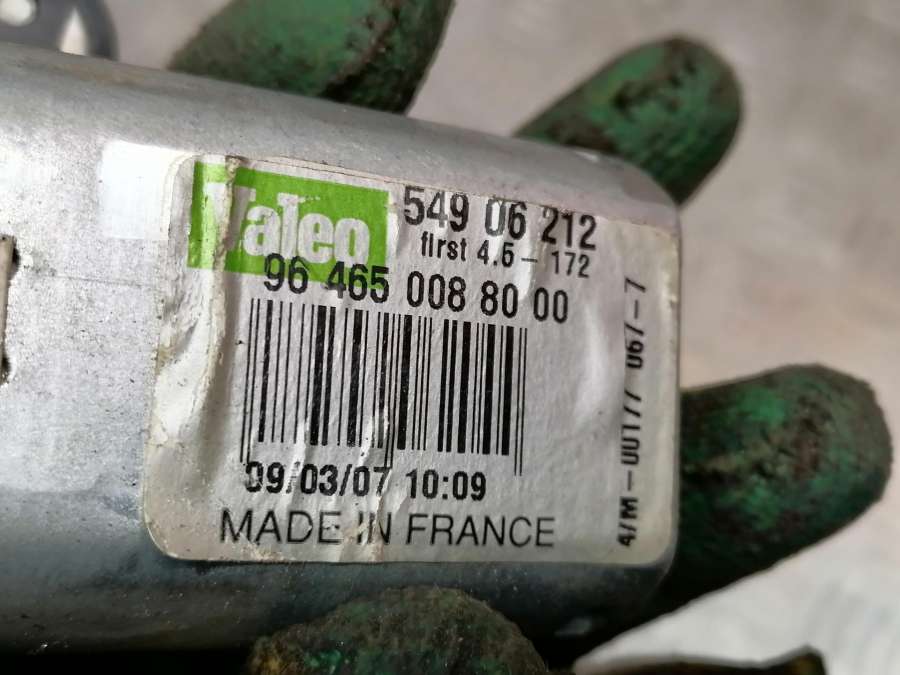 Valeo
549 06 212
first 4.5 - 172
96 465 008 80 00
09/03/07 10:09
MADE IN FRANCE